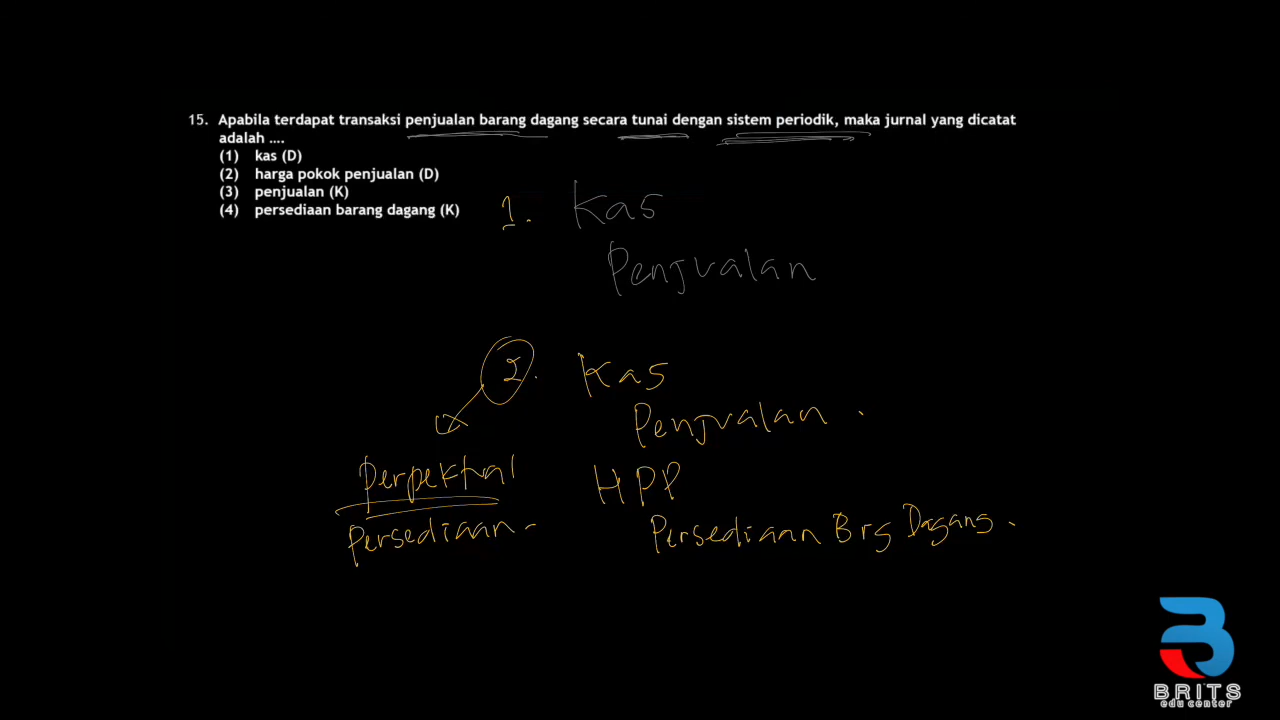 15. Apabila terdapat transaksi penjualan barang dagang secara tunai dengan sistem periodik, maka jurnal yang dicatat
adalah ....
(1) kas (D)
(2) harga pokok penjualan (D)
(3) penjualan (K)
(4) persediaan barang dagang (K)
1. Kas
Penjualan
2. Kas
Penjualan.
Perpektual
HPP
Persediaan
Persediaan Brg Dagang.
BRITS
edu center